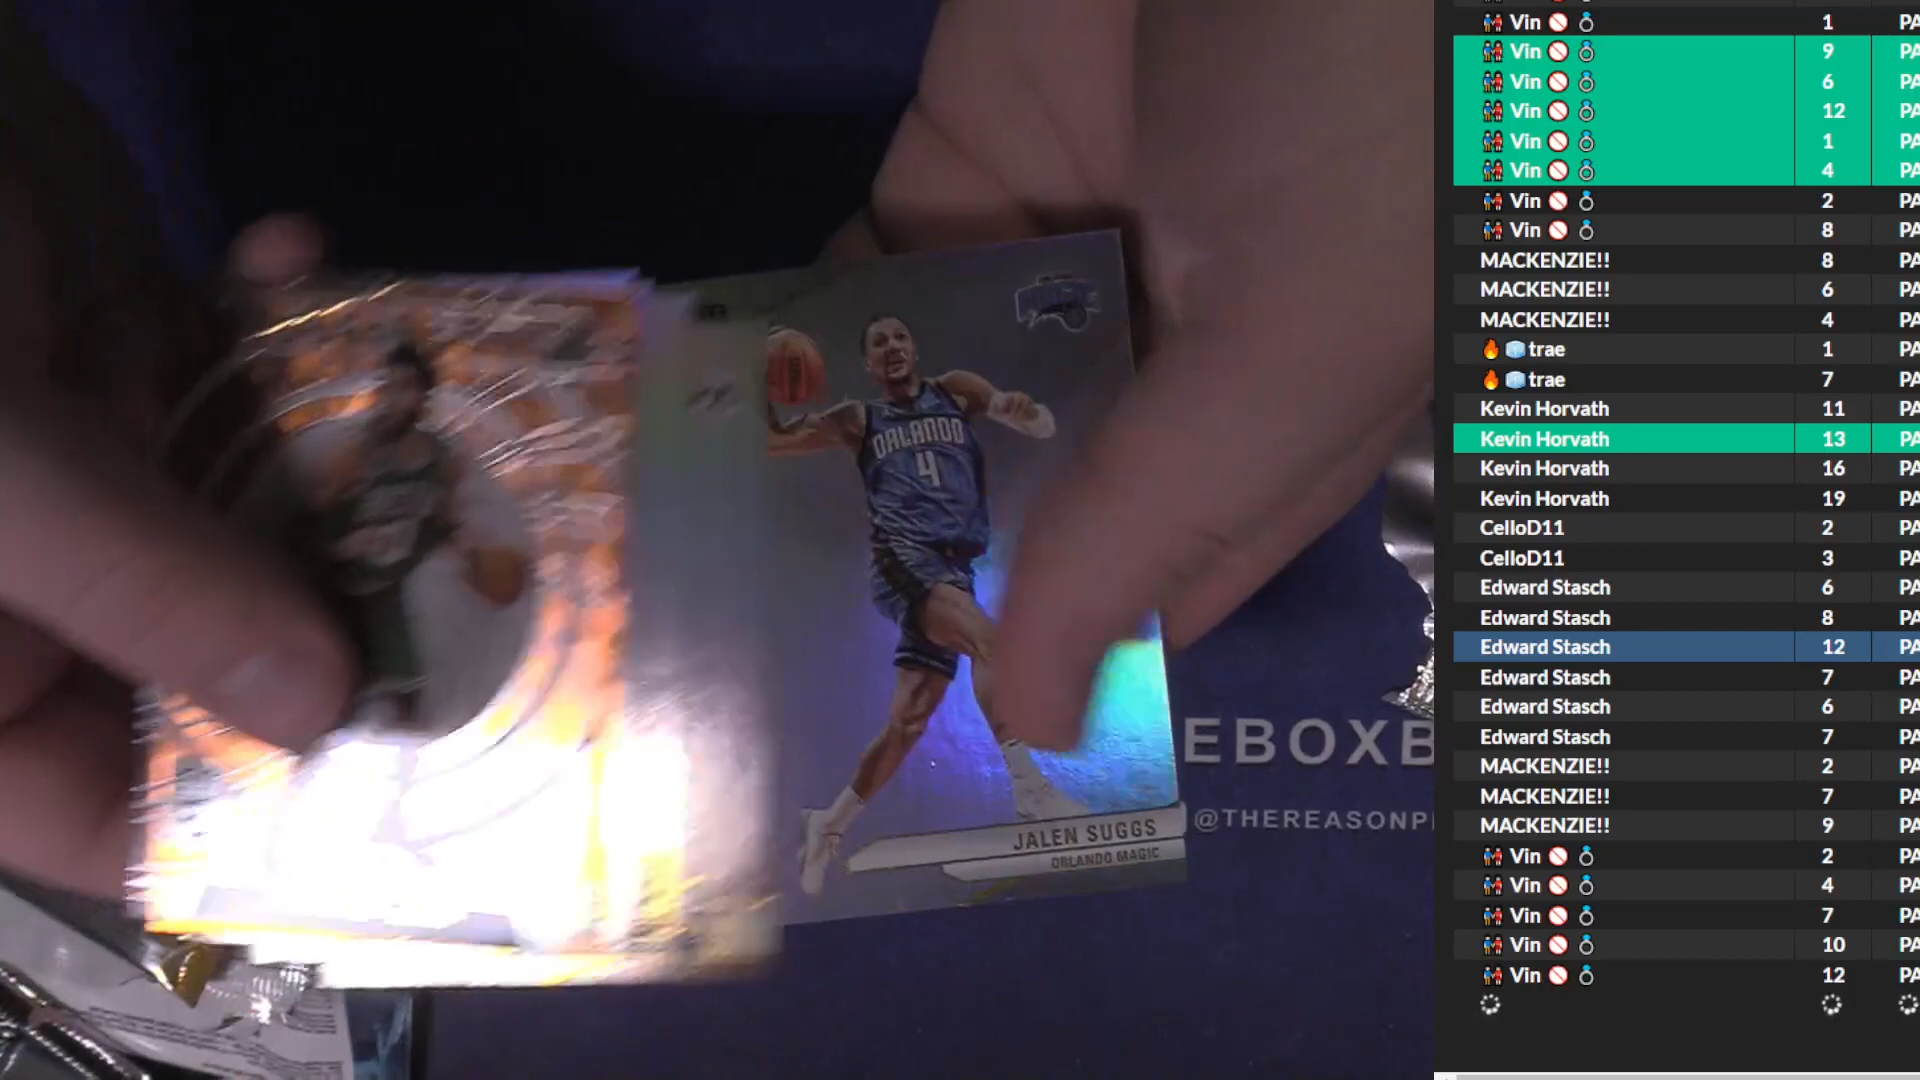 ORLANDO
4
JALEN SUGGS
ORLANDO MAGIC
EBOXB
@THEREASONP
Vin 1 PA
Vin 9 PA
Vin 6 PA
Vin 12 PA
Vin 1 PA
Vin 4 PA
Vin 2 PA
Vin 8 PA
MACKENZIE!! 8 PA
MACKENZIE!! 6 PA
MACKENZIE!! 4 PA
trae 1 PA
trae 7 PA
Kevin Horvath 11 PA
Kevin Horvath 13 PA
Kevin Horvath 16 PA
Kevin Horvath 19 PA
CelloD11 2 PA
CelloD11 3 PA
Edward Stasch 6 PA
Edward Stasch 8 PA
Edward Stasch 12 PA
Edward Stasch 7 PA
Edward Stasch 6 PA
Edward Stasch 7 PA
MACKENZIE!! 2 PA
MACKENZIE!! 7 PA
MACKENZIE!! 9 PA
Vin 2 PA
Vin 4 PA
Vin 7 PA
Vin 10 PA
Vin 12 PA